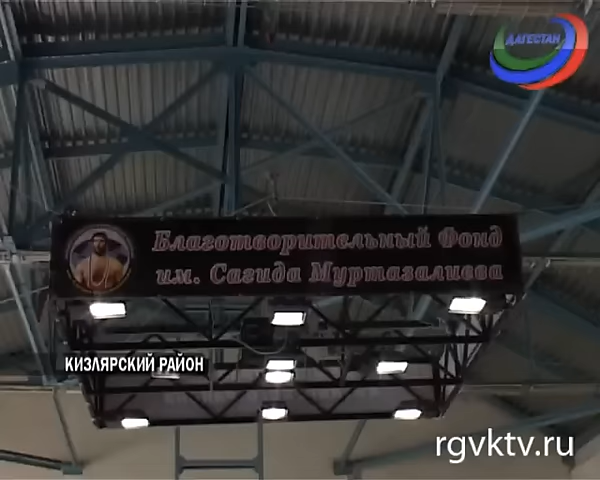 ДАГЕСТАН
Благотворительный Фонд
им. Сагида Муртазалиева
КИЗЛЯРСКИЙ РАЙОН
rgvktv.ru